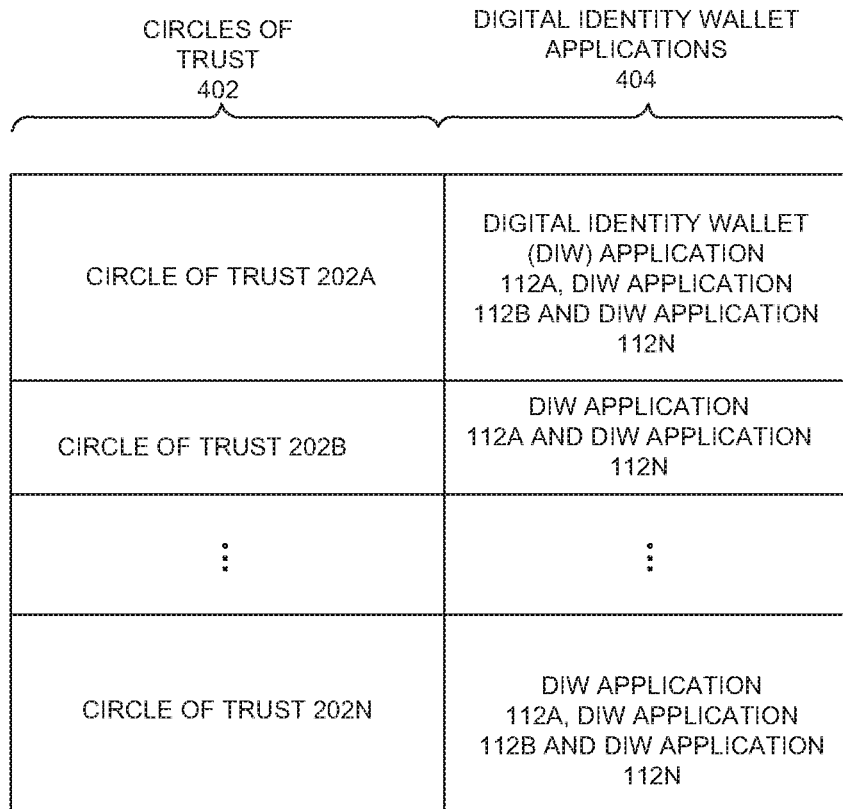 CIRCLES OF
TRUST
402
DIGITAL IDENTITY WALLET
APPLICATIONS
404
CIRCLE OF TRUST 202A
DIGITAL IDENTITY WALLET
(DIW) APPLICATION
112A, DIW APPLICATION
112B AND DIW APPLICATION
112N
CIRCLE OF TRUST 202B
DIW APPLICATION
112A AND DIW APPLICATION
112N
CIRCLE OF TRUST 202N
DIW APPLICATION
112A, DIW APPLICATION
112B AND DIW APPLICATION
112N